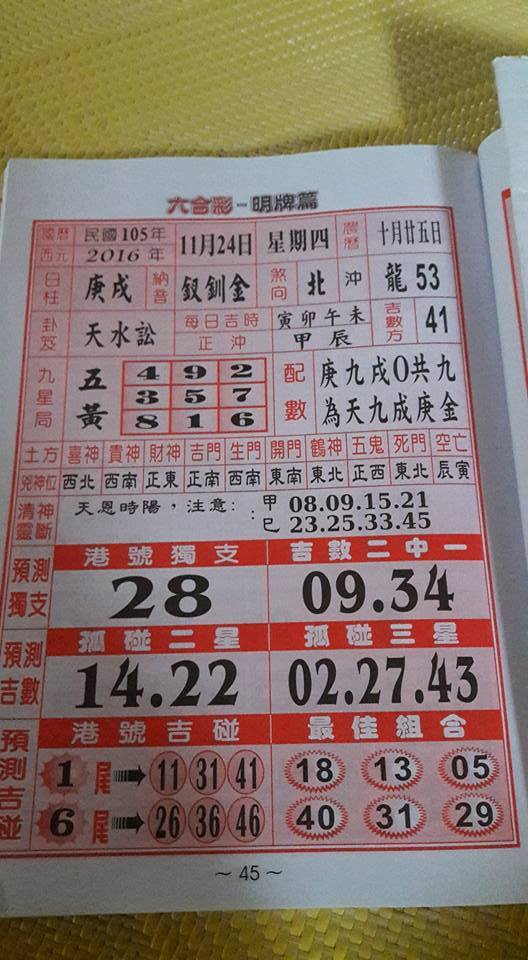 六合彩-明牌篇
國曆 民國105年 11月24日 星期四 農曆 十月廿五日
西元 2016年
日柱 庚戌 納音 釵釧金 煞向 北 沖 龍53
卦笈 天水訟 每日吉時 寅卯午未 吉數方 41
正沖 甲辰
九星局 五黃 4 9 2 配數 庚九戌0共九
3 5 7
8 1 6 為天九成庚金
土方 喜神 貴神 財神 吉門 生門 開門 鶴神 五鬼 死門 空亡
兇神位 西北 西南 正東 正南 西南 東南 東北 正西 東北 辰寅
清神靈斷 天恩時陽，注意： 甲 08.09.15.21
巳 23.25.33.45
預測獨支 港號獨支 吉數二中一
28 09.34
預測吉數 孤碰二星 孤碰三星
14.22 02.27.43
預測吉碰 港號吉碰 最佳組合
1尾 11 31 41 18 13 05
6尾 26 36 46 40 31 29
～45～